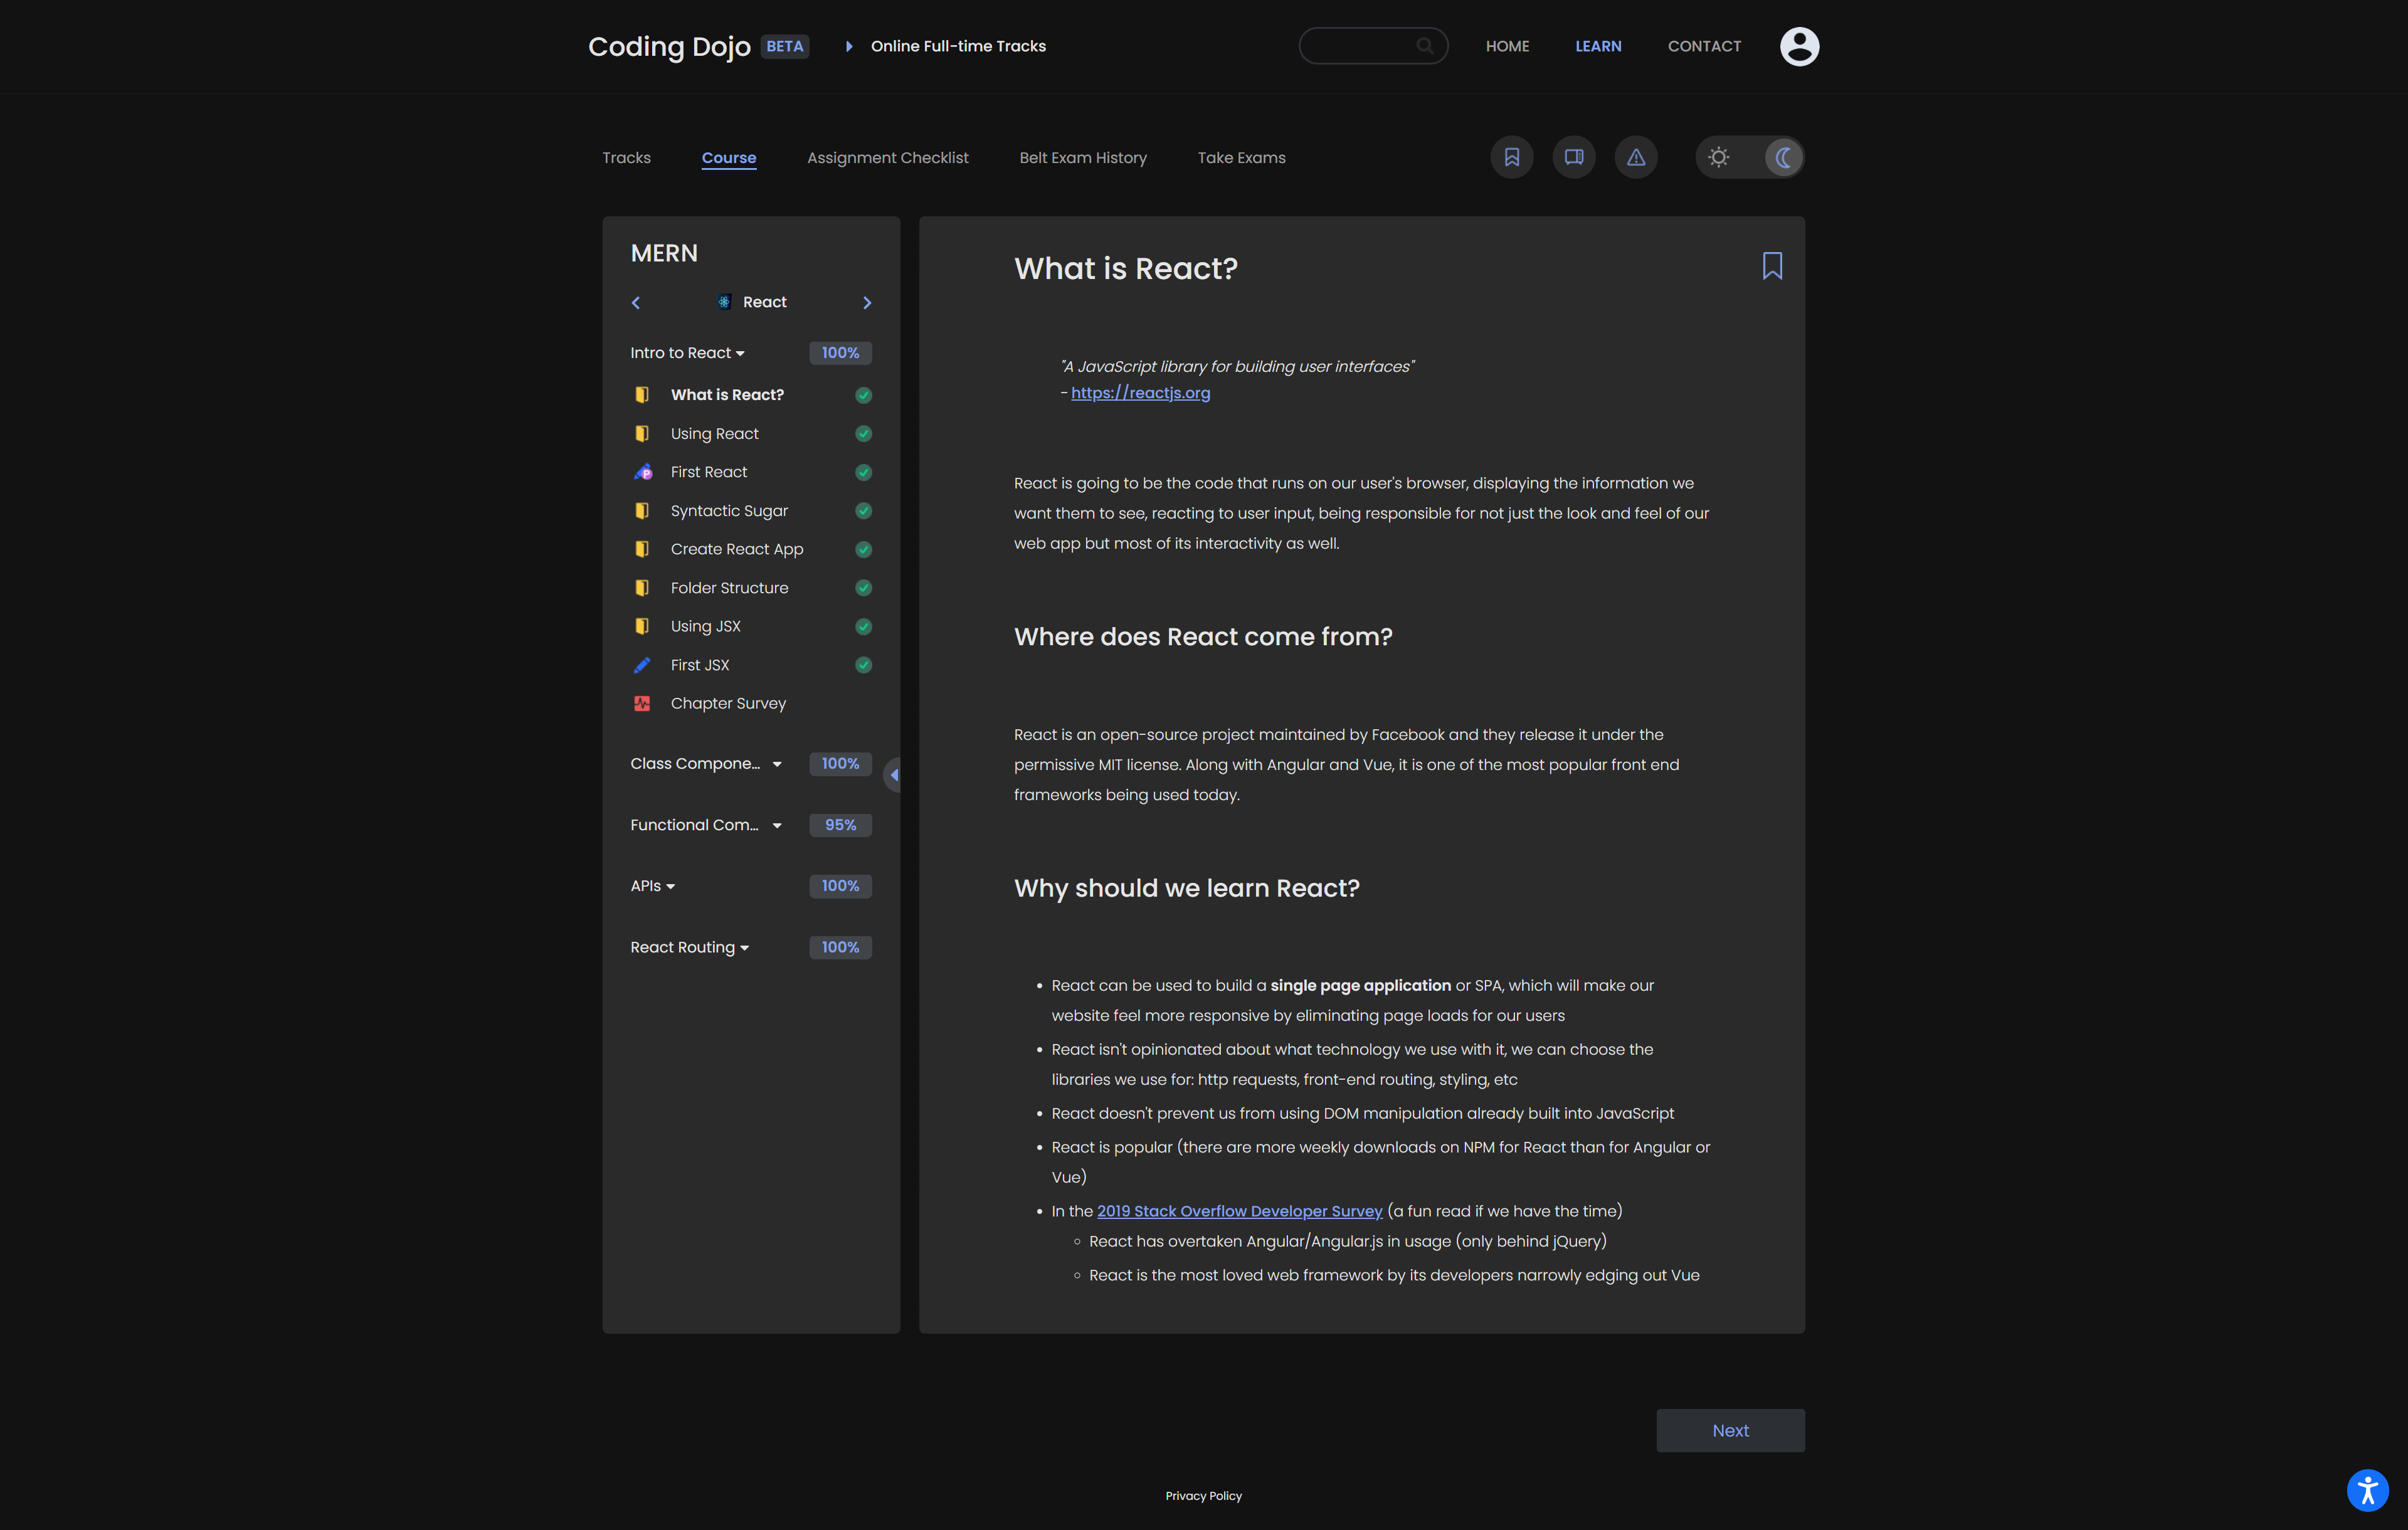 Coding Dojo BETA Online Full-time Tracks HOME LEARN CONTACT
Tracks Course Assignment Checklist Belt Exam History Take Exams
MERN
React
Intro to React 100%
What is React?
Using React
First React
Syntactic Sugar
Create React App
Folder Structure
Using JSX
First JSX
Chapter Survey
Class Compone... 100%
Functional Com... 95%
APIs 100%
React Routing 100%
What is React?
"A JavaScript library for building user interfaces"
- https://reactjs.org
React is going to be the code that runs on our user's browser, displaying the information we
want them to see, reacting to user input, being responsible for not just the look and feel of our
web app but most of its interactivity as well.
Where does React come from?
React is an open-source project maintained by Facebook and they release it under the
permissive MIT license. Along with Angular and Vue, it is one of the most popular front end
frameworks being used today.
Why should we learn React?
• React can be used to build a single page application or SPA, which will make our
website feel more responsive by eliminating page loads for our users
• React isn't opinionated about what technology we use with it, we can choose the
libraries we use for: http requests, front-end routing, styling, etc
• React doesn't prevent us from using DOM manipulation already built into JavaScript
• React is popular (there are more weekly downloads on NPM for React than for Angular or
Vue)
• In the 2019 Stack Overflow Developer Survey (a fun read if we have the time)
◦ React has overtaken Angular/Angular.js in usage (only behind jQuery)
◦ React is the most loved web framework by its developers narrowly edging out Vue
Next
Privacy Policy